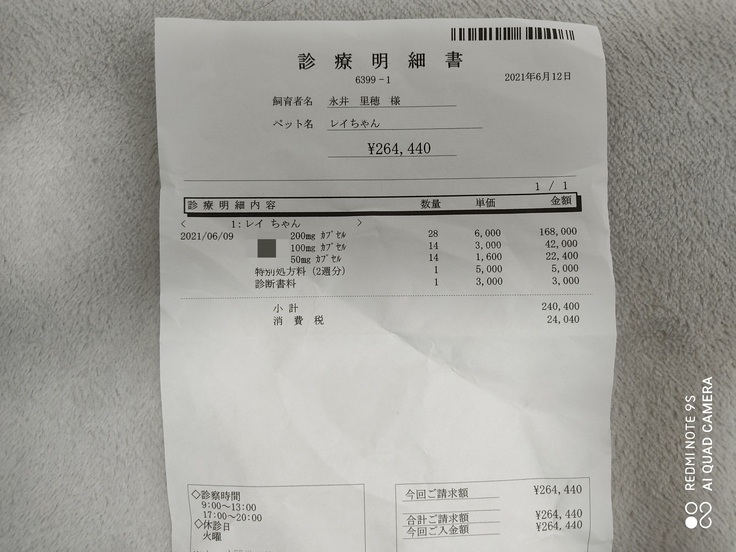 診療明細書
6399-1
2021年6月12日
飼育者名 永井 里穂 様
ペット名 レイちゃん
¥264,440
1 / 1
診療明細内容 数量 単価 金額
< 1:レイ ちゃん >
2021/06/09 200mg ｶﾌﾟｾﾙ 28 6,000 168,000
100mg ｶﾌﾟｾﾙ 14 3,000 42,000
50mg ｶﾌﾟｾﾙ 14 1,600 22,400
特別処方料（2週分） 1 5,000 5,000
診断書料 1 3,000 3,000
小 計 240,400
消 費 税 24,040
◇診察時間
9:00～13:00
17:00～20:00
◇休診日
火曜
今回ご請求額 ¥264,440
合計ご請求額 ¥264,440
今回ご入金額 ¥264,440
REDMI NOTE 9S
AI QUAD CAMERA